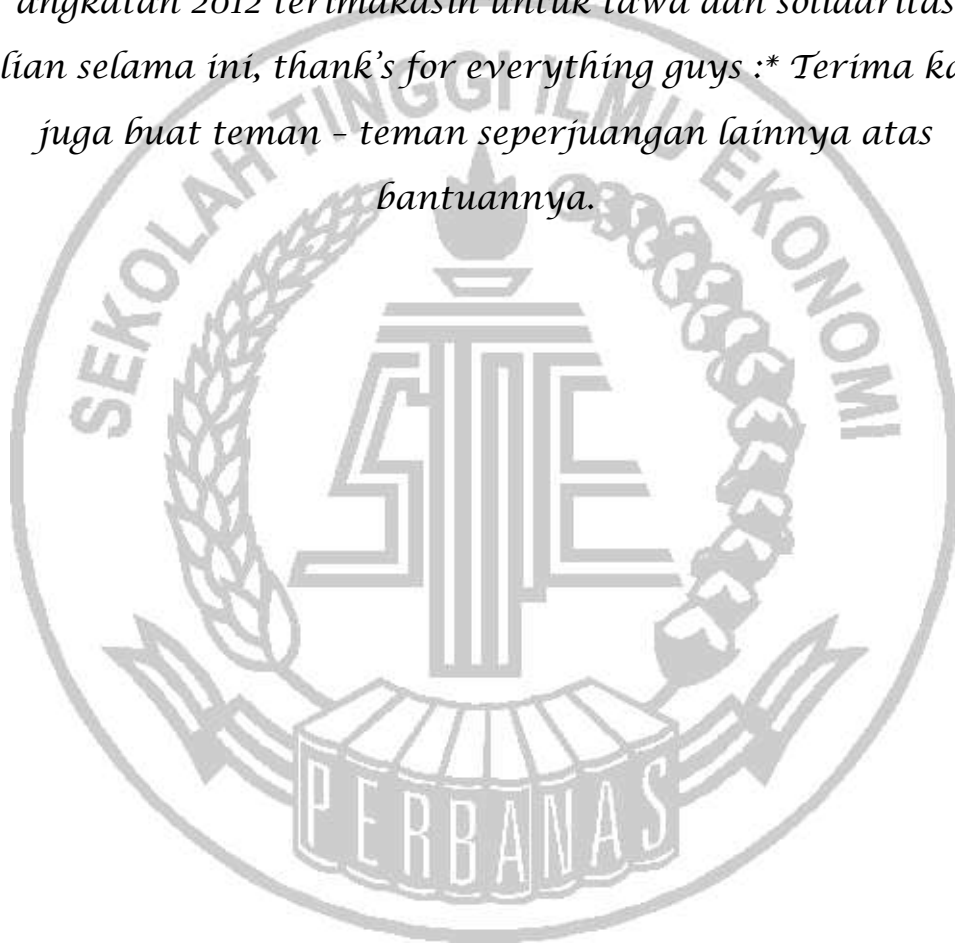 angkatan 2012 terimakasih untuk tawa dan solidaritas
lian selama ini, thank's for everything guys :* Terima ka
juga buat teman – teman seperjuangan lainnya atas
bantuannya.
SEKOLAH TINGGI ILMU EKONOMI
STIE
PERBANAS